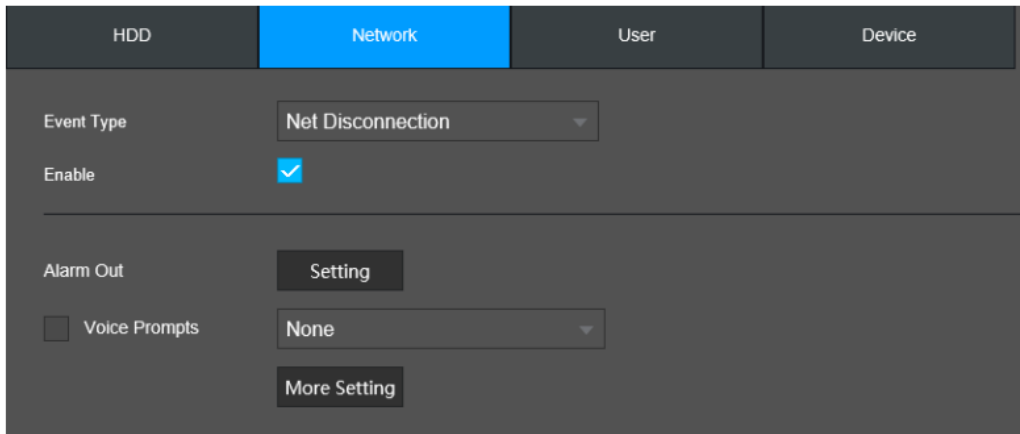 HDD Network User Device
Event Type Net Disconnection
Enable
Alarm Out Setting
Voice Prompts None
More Setting